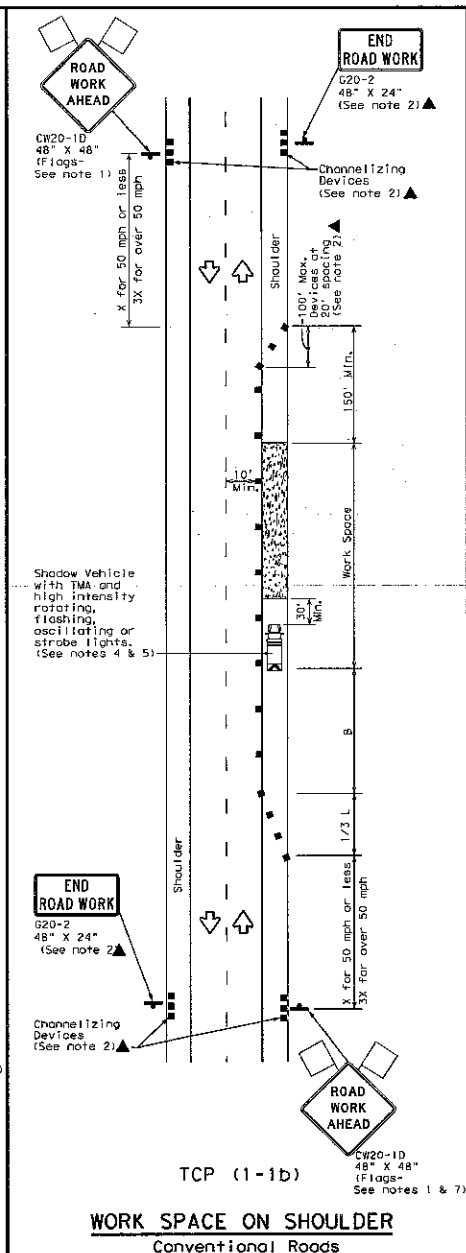 ROAD
WORK
AHEAD
CW20-1D
48" X 48"
(Flags-
See note 1)
END
ROAD WORK
G20-2
48" X 24"
(See note 2)▲
Channelizing
Devices
(See note 2)▲
X for 50 mph or less
3X for over 50 mph
Shoulder
100' Max.
Devices at
20' spacing
(See note 2)▲
150' Min.
10'
Min.
Work Space
Shadow Vehicle
with TMA and
high intensity
rotating,
flashing,
oscillating or
strobe lights.
(See notes 4 & 5)
30'
Min.
B
1/3 L
Shoulder
X for 50 mph or less
3X for over 50 mph
END
ROAD WORK
G20-2
48" X 24"
(See note 2)▲
Channelizing
Devices
(See note 2)▲
ROAD
WORK
AHEAD
CW20-1D
48" X 48"
(Flags-
See notes 1 & 7)
TCP (1-1b)
WORK SPACE ON SHOULDER
Conventional Roads